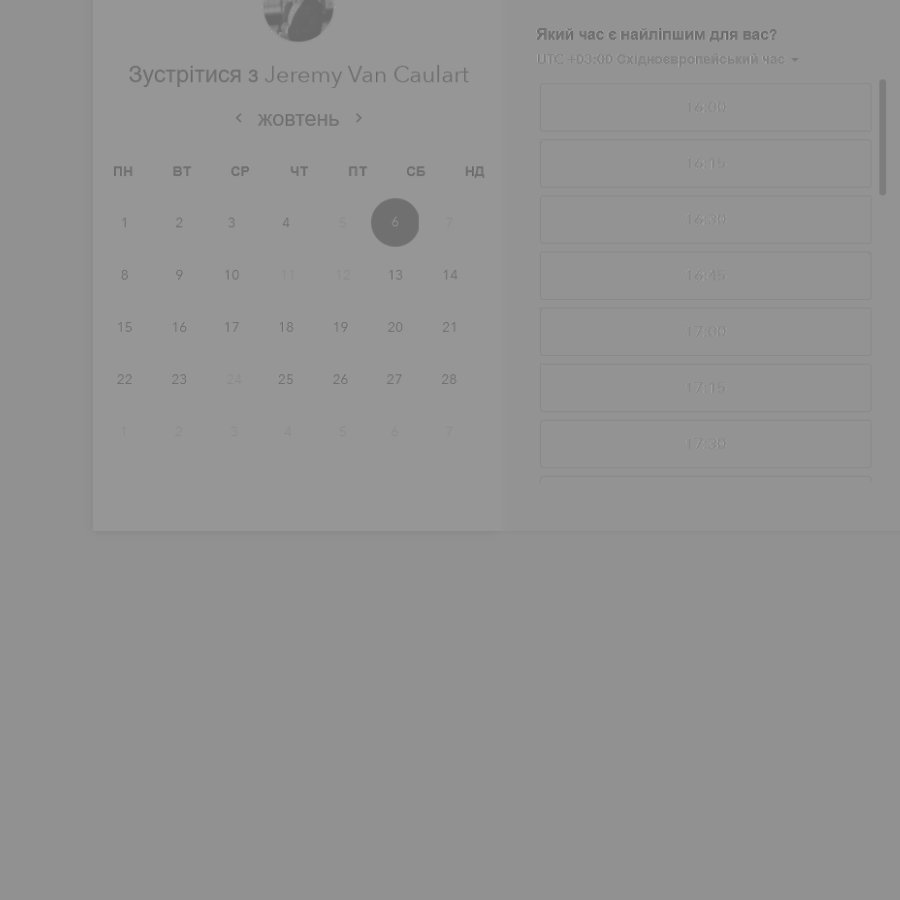 Зустрітися з Jeremy Van Caulart
жовтень
ПН ВТ СР ЧТ ПТ СБ НД
1 2 3 4 5 6 7
8 9 10 11 12 13 14
15 16 17 18 19 20 21
22 23 24 25 26 27 28
1 2 3 4 5 6 7
Який час є найліпшим для вас?
UTC +03:00 Східноєвропейський час
16:00
16:15
16:30
16:45
17:00
17:15
17:30